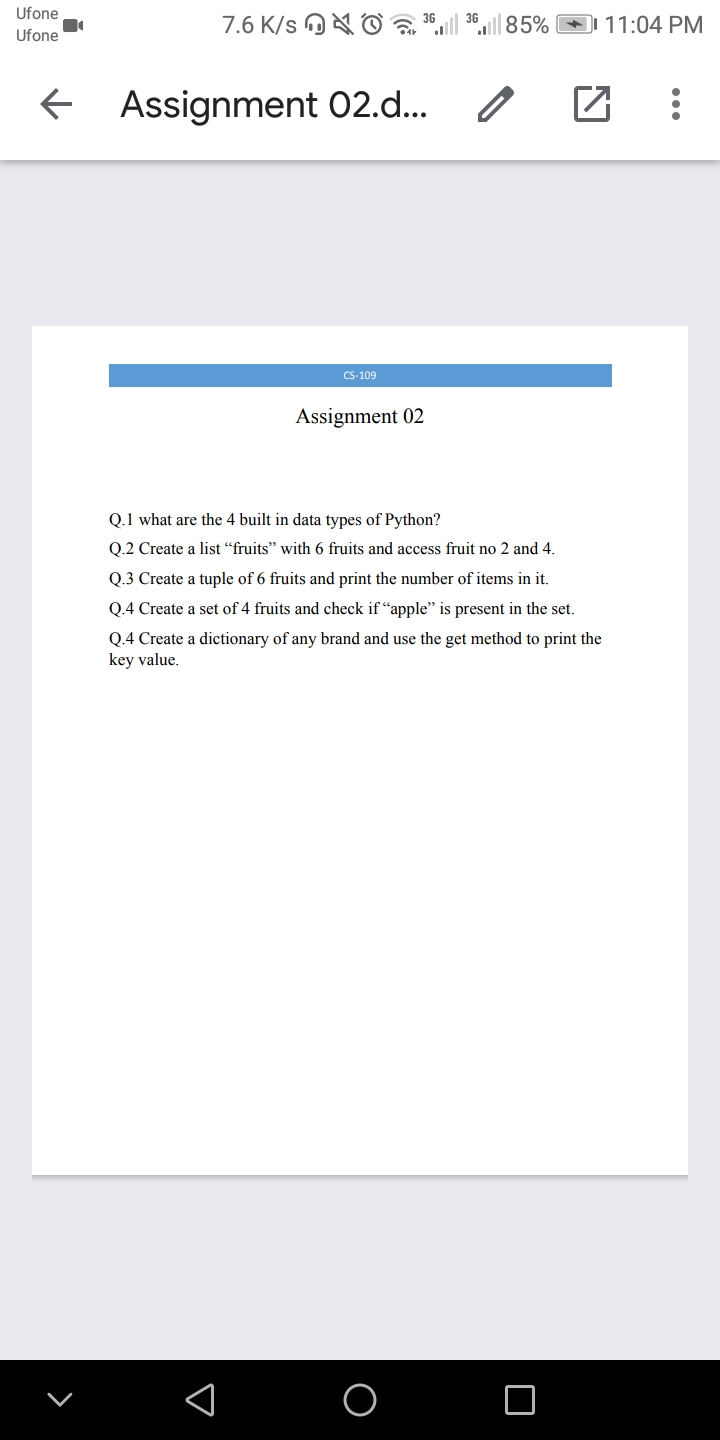 Ufone
Ufone
7.6 K/s 3G 3G 85% 11:04 PM
Assignment 02.d...
CS-109
Assignment 02
Q.1 what are the 4 built in data types of Python?
Q.2 Create a list “fruits” with 6 fruits and access fruit no 2 and 4.
Q.3 Create a tuple of 6 fruits and print the number of items in it.
Q.4 Create a set of 4 fruits and check if “apple” is present in the set.
Q.4 Create a dictionary of any brand and use the get method to print the
key value.